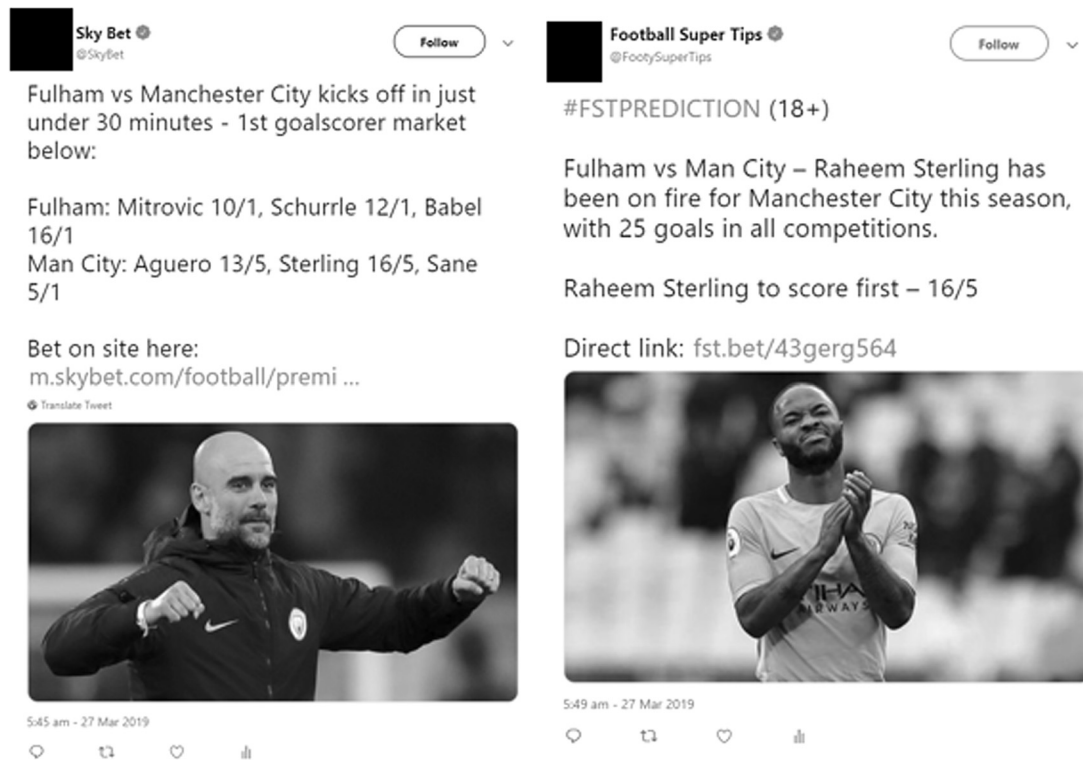 Sky Bet
@SkyBet
Follow
Fulham vs Manchester City kicks off in just
under 30 minutes - 1st goalscorer market
below:
Fulham: Mitrovic 10/1, Schurrle 12/1, Babel
16/1
Man City: Aguero 13/5, Sterling 16/5, Sane
5/1
Bet on site here:
m.skybet.com/football/premi ...
Translate Tweet
5:45 am - 27 Mar 2019
Football Super Tips
@FootySuperTips
Follow
#FSTPREDICTION (18+)
Fulham vs Man City – Raheem Sterling has
been on fire for Manchester City this season,
with 25 goals in all competitions.
Raheem Sterling to score first – 16/5
Direct link: fst.bet/43gerg564
AIRWAYS
5:49 am - 27 Mar 2019